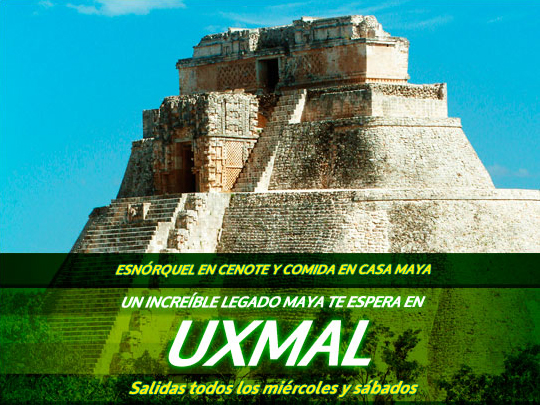 ESNÓRQUEL EN CENOTE Y COMIDA EN CASA MAYA
UN INCREÍBLE LEGADO MAYA TE ESPERA EN
UXMAL
Salidas todos los miércoles y sábados